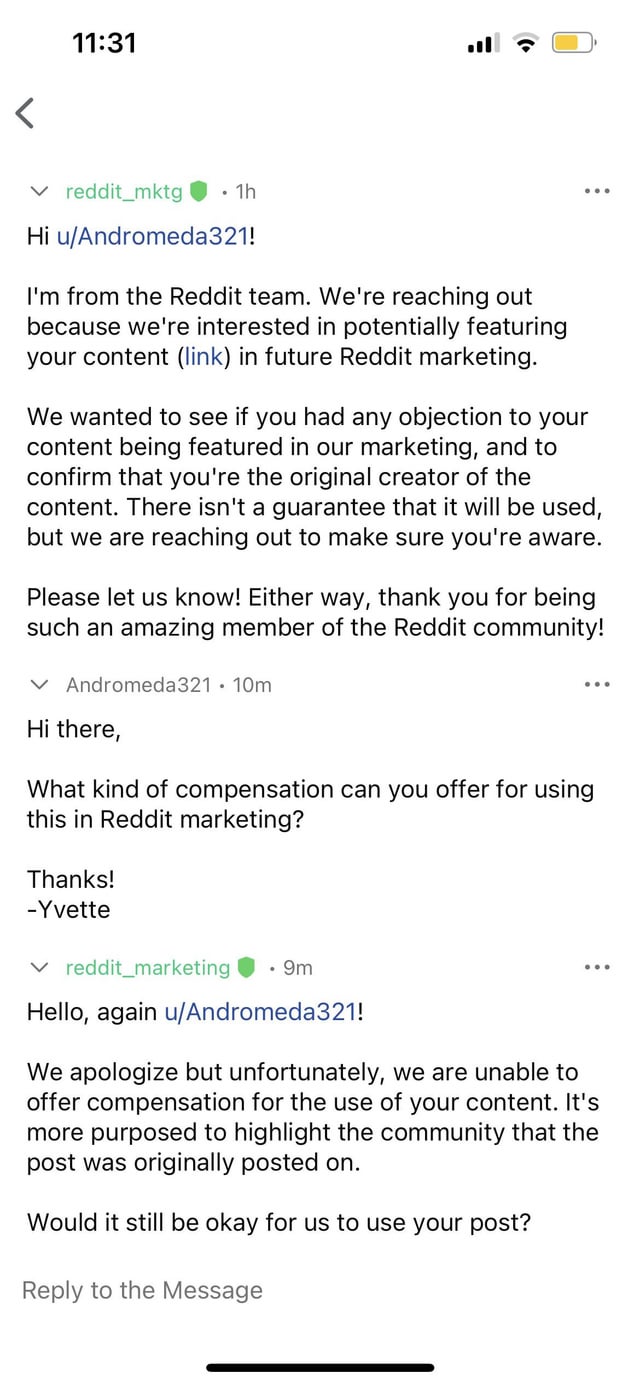 11:31
reddit_mktg • 1h
Hi u/Andromeda321!
I'm from the Reddit team. We're reaching out
because we're interested in potentially featuring
your content (link) in future Reddit marketing.
We wanted to see if you had any objection to your
content being featured in our marketing, and to
confirm that you're the original creator of the
content. There isn't a guarantee that it will be used,
but we are reaching out to make sure you're aware.
Please let us know! Either way, thank you for being
such an amazing member of the Reddit community!
Andromeda321 • 10m
Hi there,
What kind of compensation can you offer for using
this in Reddit marketing?
Thanks!
-Yvette
reddit_marketing • 9m
Hello, again u/Andromeda321!
We apologize but unfortunately, we are unable to
offer compensation for the use of your content. It's
more purposed to highlight the community that the
post was originally posted on.
Would it still be okay for us to use your post?
Reply to the Message